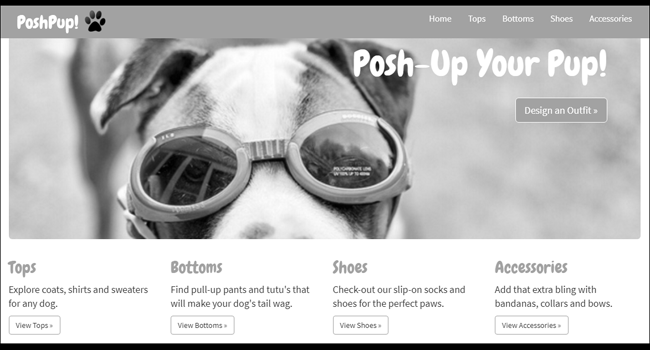 PoshPup!
Home Tops Bottoms Shoes Accessories
Posh-Up Your Pup!
Design an Outfit »
Tops
Explore coats, shirts and sweaters
for any dog.
View Tops »
Bottoms
Find pull-up pants and tutu's that
will make your dog's tail wag.
View Bottoms »
Shoes
Check-out our slip-on socks and
shoes for the perfect paws.
View Shoes »
Accessories
Add that extra bling with
bandanas, collars and bows.
View Accessories »